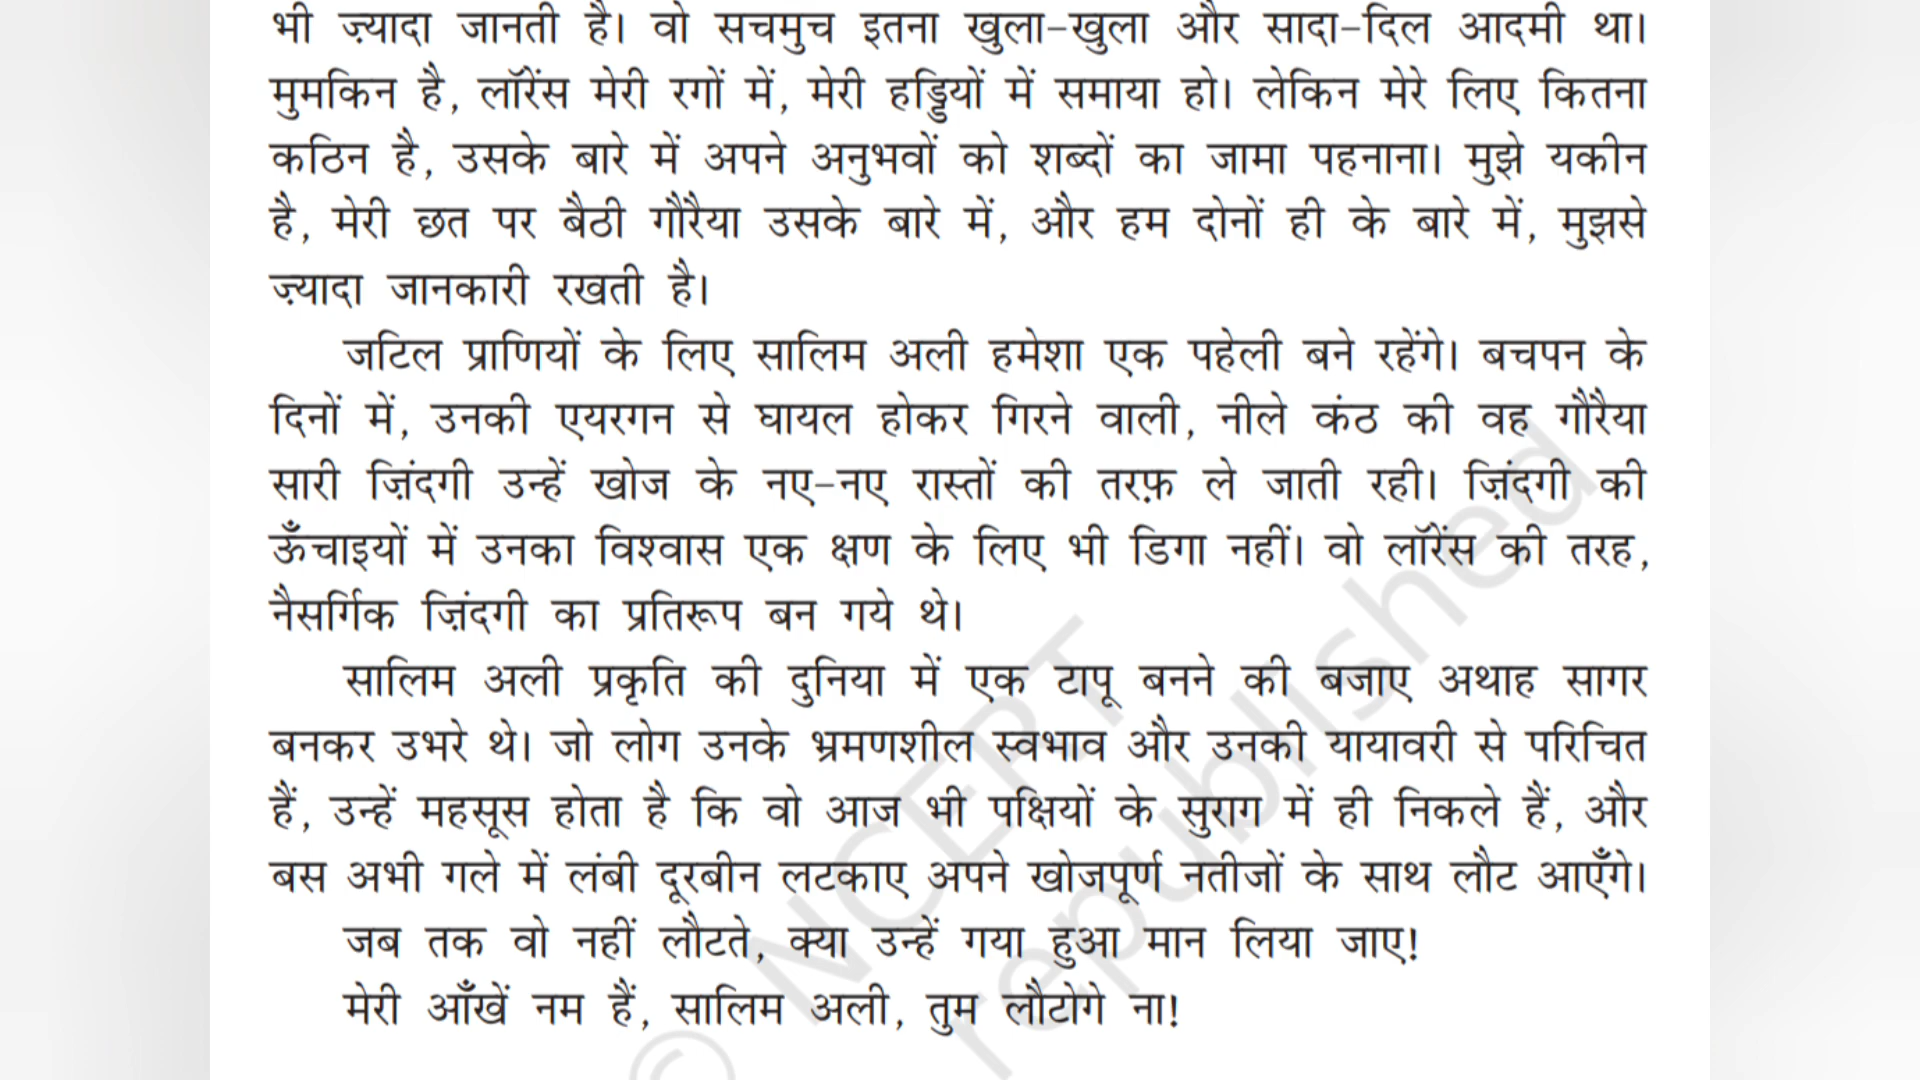 भी ज़्यादा जानती है। वो सचमुच इतना खुला-खुला और सादा-दिल आदमी था।
मुमकिन है, लॉरेंस मेरी रगों में, मेरी हड्डियों में समाया हो। लेकिन मेरे लिए कितना
कठिन है, उसके बारे में अपने अनुभवों को शब्दों का जामा पहनाना। मुझे यकीन
है, मेरी छत पर बैठी गौरैया उसके बारे में, और हम दोनों ही के बारे में, मुझसे
ज़्यादा जानकारी रखती है।
जटिल प्राणियों के लिए सालिम अली हमेशा एक पहेली बने रहेंगे। बचपन के
दिनों में, उनकी एयरगन से घायल होकर गिरने वाली, नीले कंठ की वह गौरैया
सारी ज़िंदगी उन्हें खोज के नए-नए रास्तों की तरफ़ ले जाती रही। ज़िंदगी की
ऊँचाइयों में उनका विश्वास एक क्षण के लिए भी डिगा नहीं। वो लॉरेंस की तरह,
नैसर्गिक ज़िंदगी का प्रतिरूप बन गये थे।
सालिम अली प्रकृति की दुनिया में एक टापू बनने की बजाए अथाह सागर
बनकर उभरे थे। जो लोग उनके भ्रमणशील स्वभाव और उनकी यायावरी से परिचित
हैं, उन्हें महसूस होता है कि वो आज भी पक्षियों के सुराग में ही निकले हैं, और
बस अभी गले में लंबी दूरबीन लटकाए अपने खोजपूर्ण नतीजों के साथ लौट आएँगे।
जब तक वो नहीं लौटते, क्या उन्हें गया हुआ मान लिया जाए!
मेरी आँखें नम हैं, सालिम अली, तुम लौटोगे ना!
© NCERT
republished